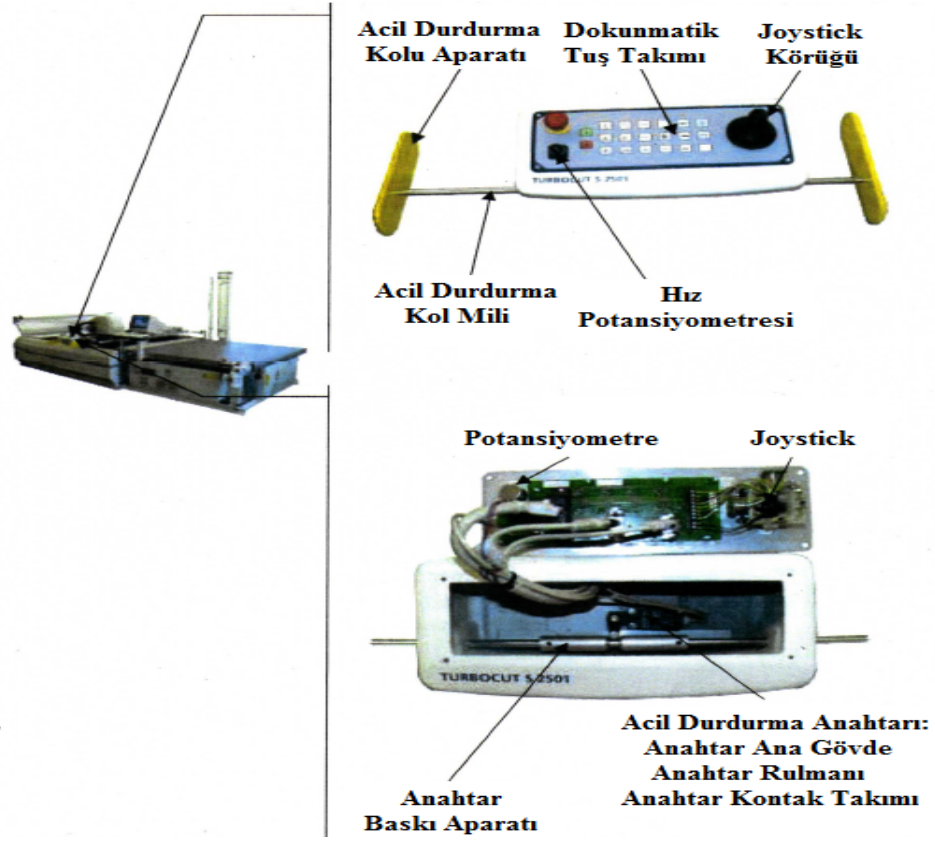 Acil Durdurma
Kolu Aparatı
Dokunmatik
Tuş Takımı
Joystick
Körüğü
TURBOCUT S 2501
Acil Durdurma
Kol Mili
Hız
Potansiyometresi
Potansiyometre
Joystick
TURBOCUT S 2501
Acil Durdurma Anahtarı:
Anahtar Ana Gövde
Anahtar Rulmanı
Anahtar Kontak Takımı
Anahtar
Baskı Aparatı